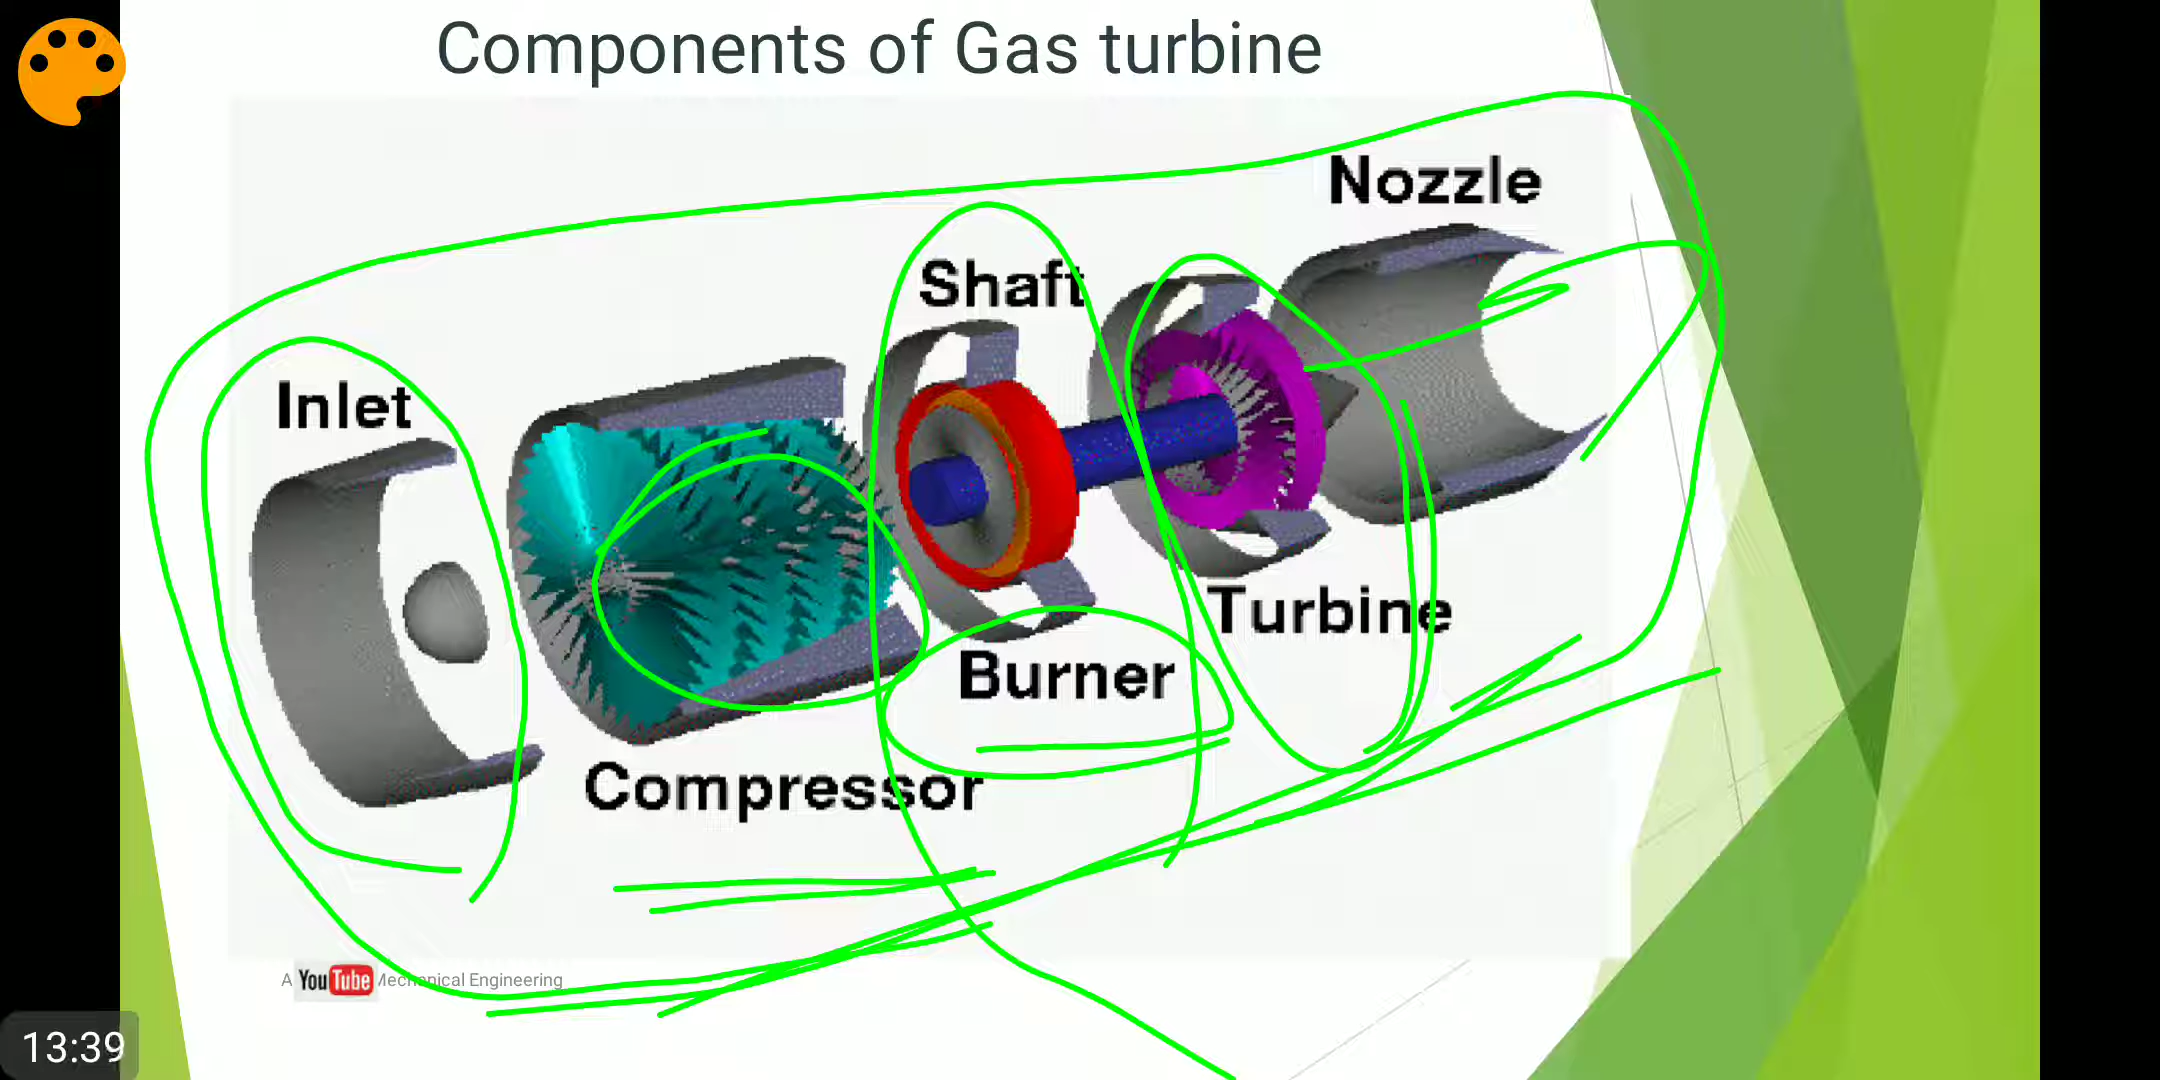 Components of Gas turbine
Nozzle
Shaft
Inlet
Turbine
Burner
Compressor
A YouTube Mechanical Engineering
13:39